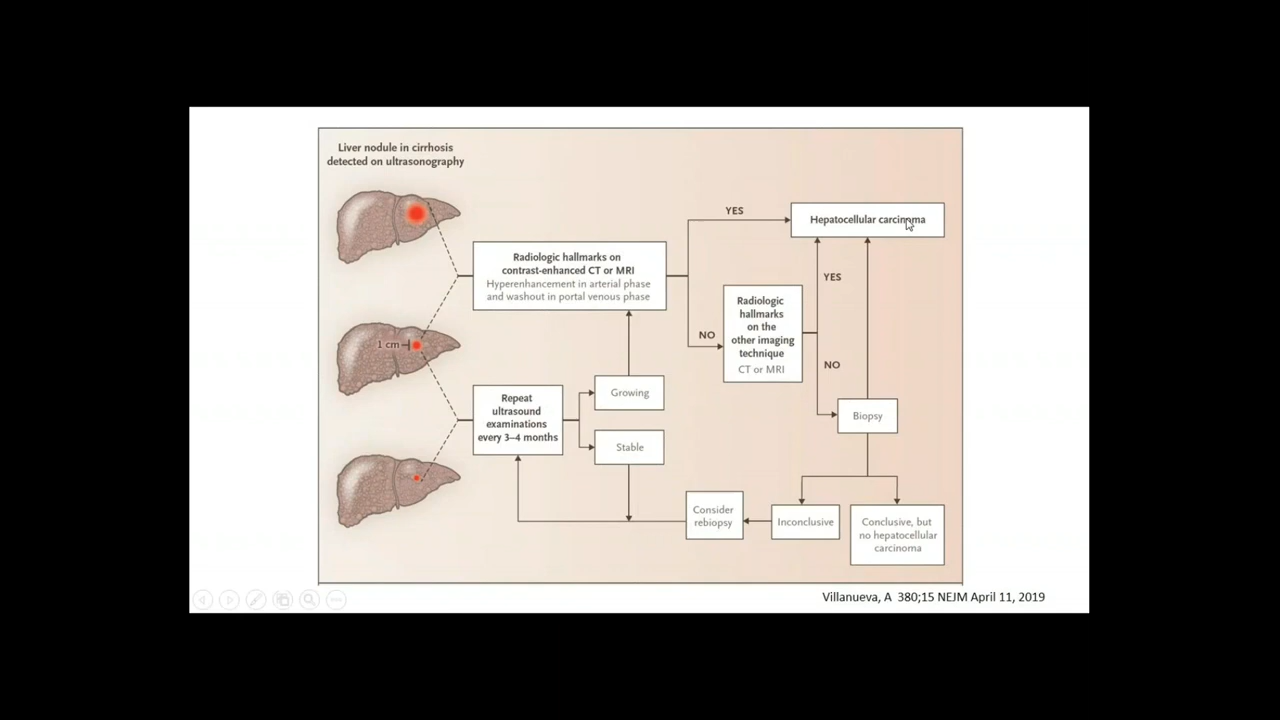 Liver nodule in cirrhosis
detected on ultrasonography
1 cm
Radiologic hallmarks on
contrast-enhanced CT or MRI
Hyperenhancement in arterial phase
and washout in portal venous phase
YES
Hepatocellular carcinoma
NO
Radiologic
hallmarks
on the
other imaging
technique
CT or MRI
YES
NO
Repeat
ultrasound
examinations
every 3–4 months
Growing
Stable
Biopsy
Consider
rebiopsy
Inconclusive
Conclusive, but
no hepatocellular
carcinoma
Villanueva, A 380;15 NEJM April 11, 2019